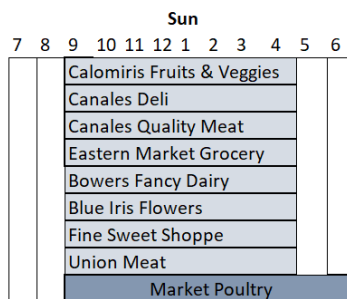 Sun
7 8 9 10 11 12 1 2 3 4 5 6
Calomiris Fruits & Veggies
Canales Deli
Canales Quality Meat
Eastern Market Grocery
Bowers Fancy Dairy
Blue Iris Flowers
Fine Sweet Shoppe
Union Meat
Market Poultry